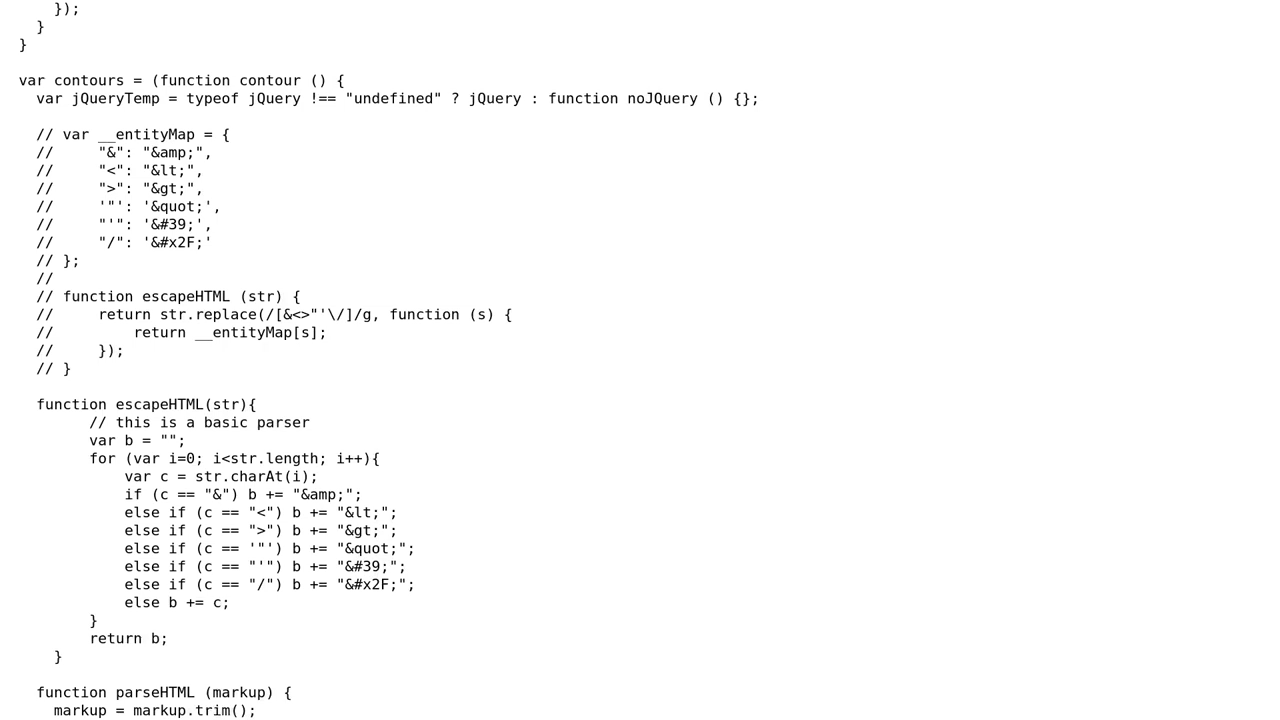 });
  }
}

var contours = (function contour () {
  var jQueryTemp = typeof jQuery !== "undefined" ? jQuery : function noJQuery () {};

  // var __entityMap = {
  //     "&": "&amp;",
  //     "<": "&lt;",
  //     ">": "&gt;",
  //     '"': '&quot;',
  //     "'": '&#39;',
  //     "/": '&#x2F;'
  // };
  //
  // function escapeHTML (str) {
  //     return str.replace(/[&<>"'\/]/g, function (s) {
  //         return __entityMap[s];
  //     });
  // }

  function escapeHTML(str){
        // this is a basic parser
        var b = "";
        for (var i=0; i<str.length; i++){
            var c = str.charAt(i);
            if (c == "&") b += "&amp;";
            else if (c == "<") b += "&lt;";
            else if (c == ">") b += "&gt;";
            else if (c == '"') b += "&quot;";
            else if (c == "'") b += "&#39;";
            else if (c == "/") b += "&#x2F;";
            else b += c;
        }
        return b;
    }

  function parseHTML (markup) {
    markup = markup.trim();